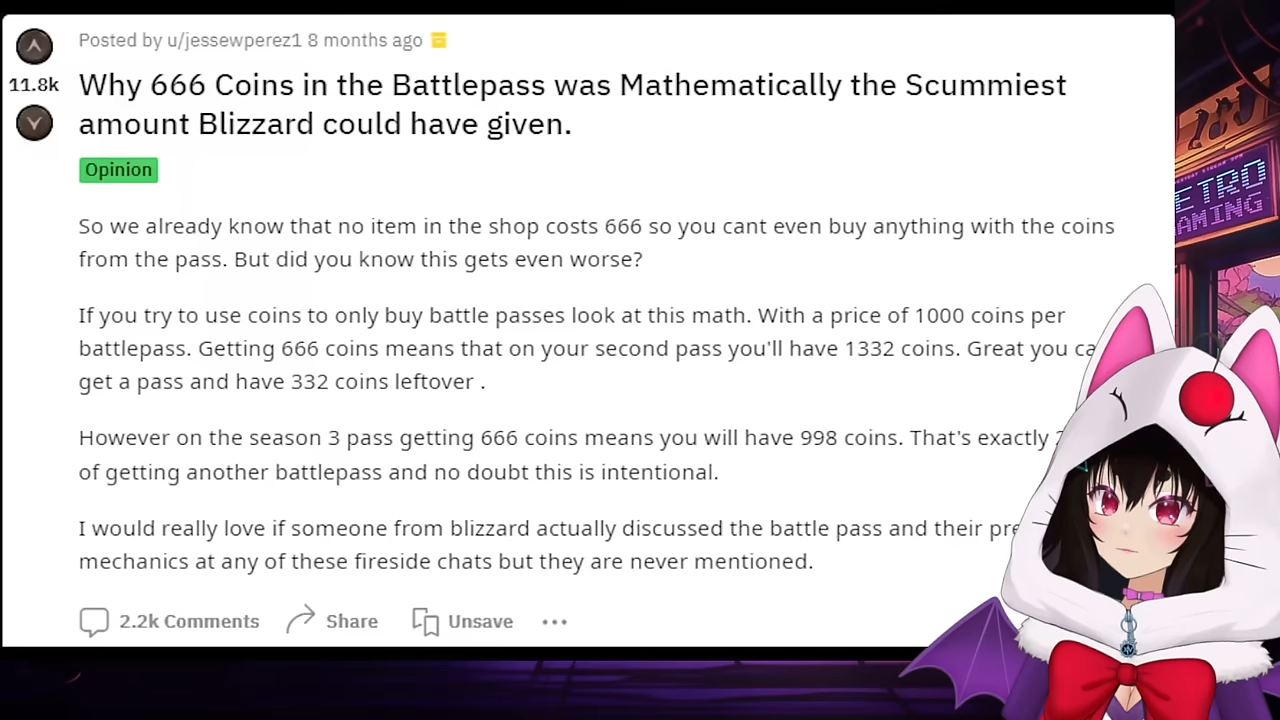 Posted by u/jessewperez1 8 months ago
11.8k
Why 666 Coins in the Battlepass was Mathematically the Scummiest
amount Blizzard could have given.
Opinion
So we already know that no item in the shop costs 666 so you cant even buy anything with the coins
from the pass. But did you know this gets even worse?
If you try to use coins to only buy battle passes look at this math. With a price of 1000 coins per
battlepass. Getting 666 coins means that on your second pass you'll have 1332 coins. Great you ca
get a pass and have 332 coins leftover .
However on the season 3 pass getting 666 coins means you will have 998 coins. That's exactly
of getting another battlepass and no doubt this is intentional.
I would really love if someone from blizzard actually discussed the battle pass and their pre
mechanics at any of these fireside chats but they are never mentioned.
2.2k Comments
Share
Unsave
ETRO
AMING